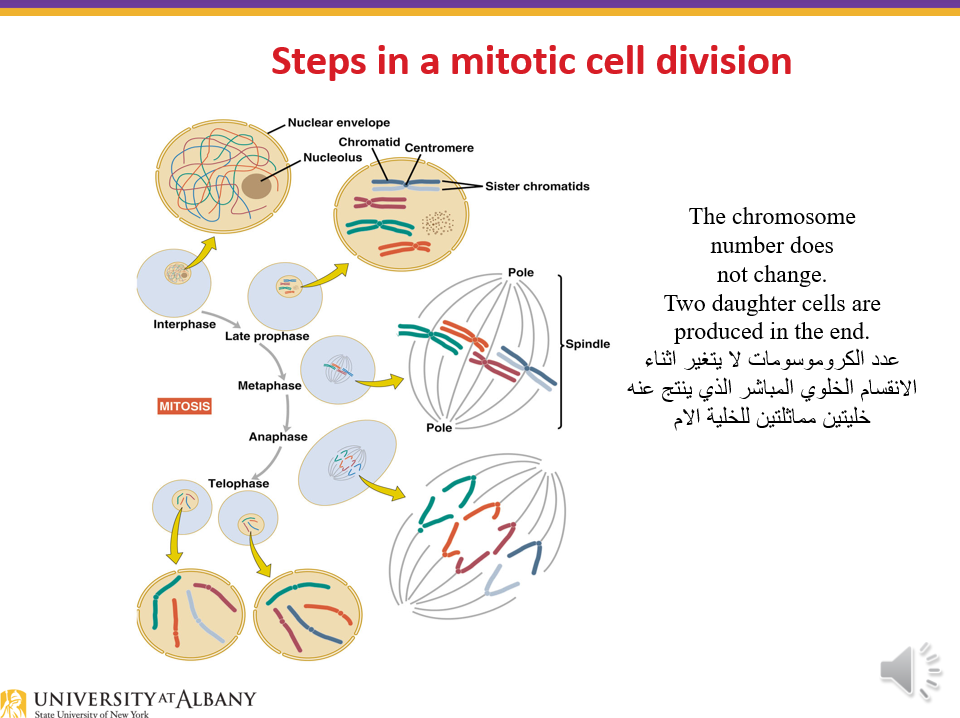 Steps in a mitotic cell division
Nuclear envelope
Chromatid
Centromere
Nucleolus
Sister chromatids
The chromosome
number does
not change.
Two daughter cells are
produced in the end.
عدد الكروموسومات لا يتغير اثناء
الانقسام الخلوي المباشر الذي ينتج عنه
خليتين مماثلتين للخلية الام
Pole
Interphase
Late prophase
Spindle
Metaphase
MITOSIS
Pole
Anaphase
Telophase
UNIVERSITY AT ALBANY
State University of New York